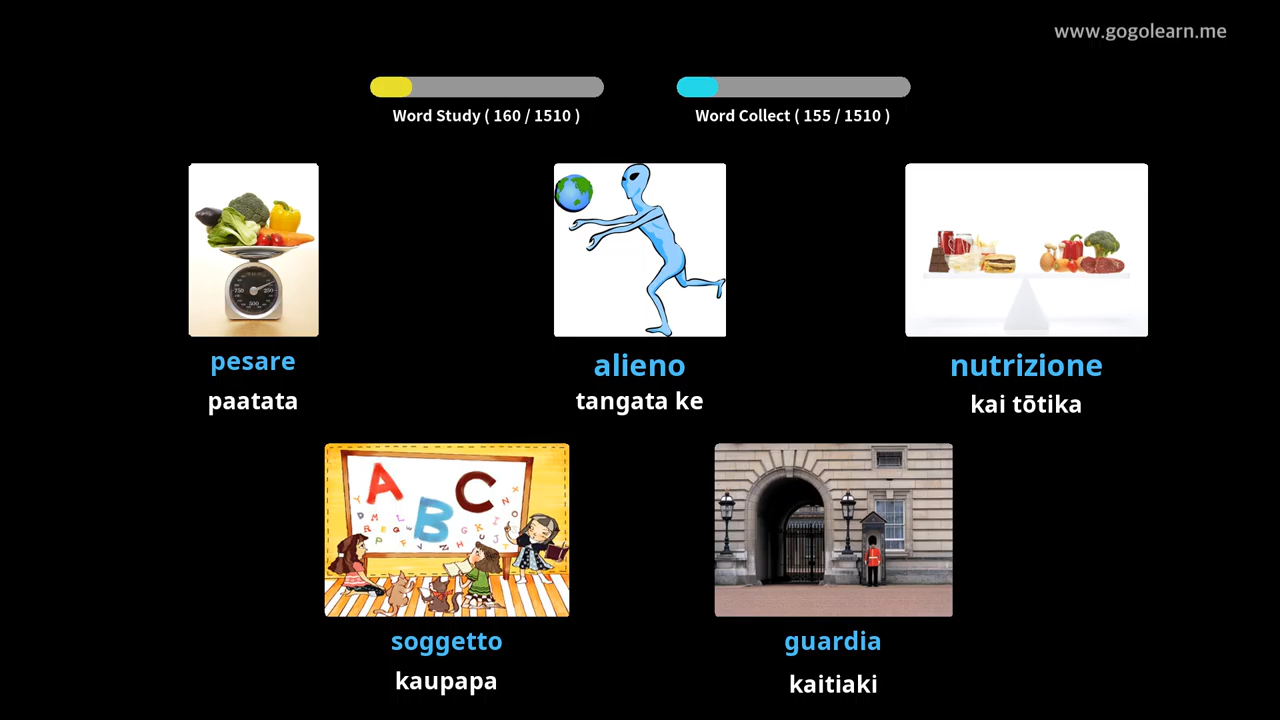 www.gogolearn.me
Word Study ( 160 / 1510 )
Word Collect ( 155 / 1510 )
pesare
paatata
alieno
tangata ke
nutrizione
kai tōtika
A B C
soggetto
kaupapa
guardia
kaitiaki